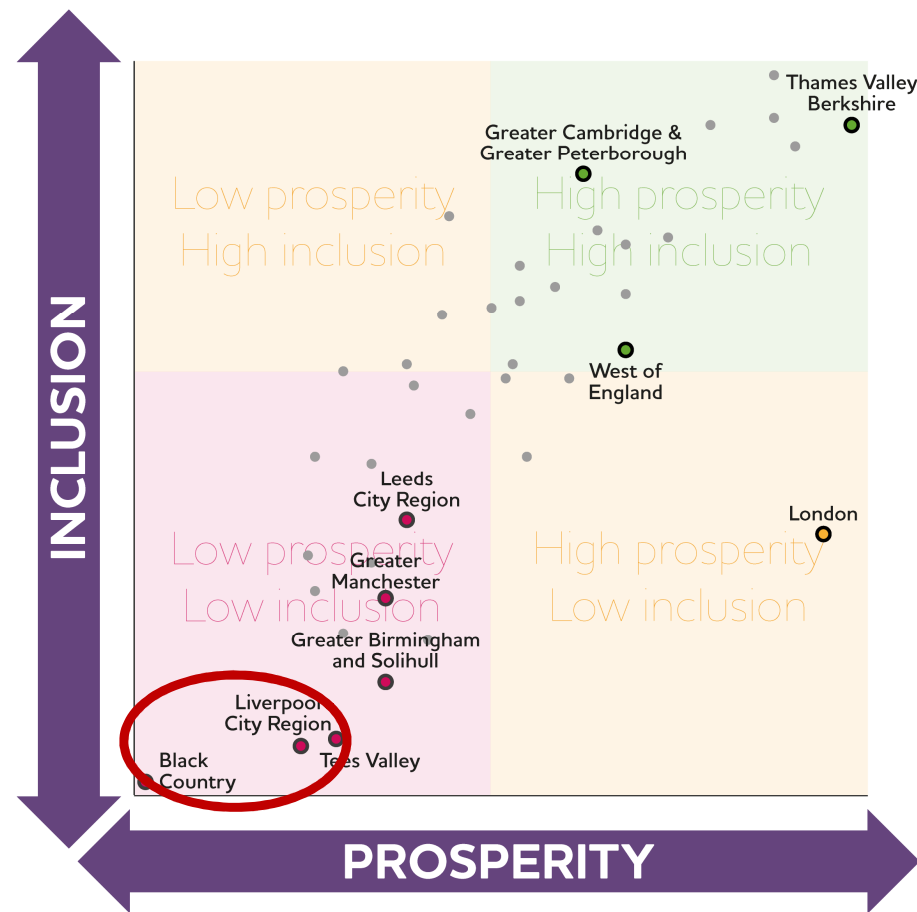 Thames Valley
Berkshire
Greater Cambridge &
Greater Peterborough
Low prosperity
High inclusion
High prosperity
High inclusion
INCLUSION
West of
England
Leeds
City Region
London
Low prosperity
Low inclusion
Greater
Manchester
High prosperity
Low inclusion
Greater Birmingham
and Solihull
Liverpool
City Region
Tees Valley
Black
Country
PROSPERITY